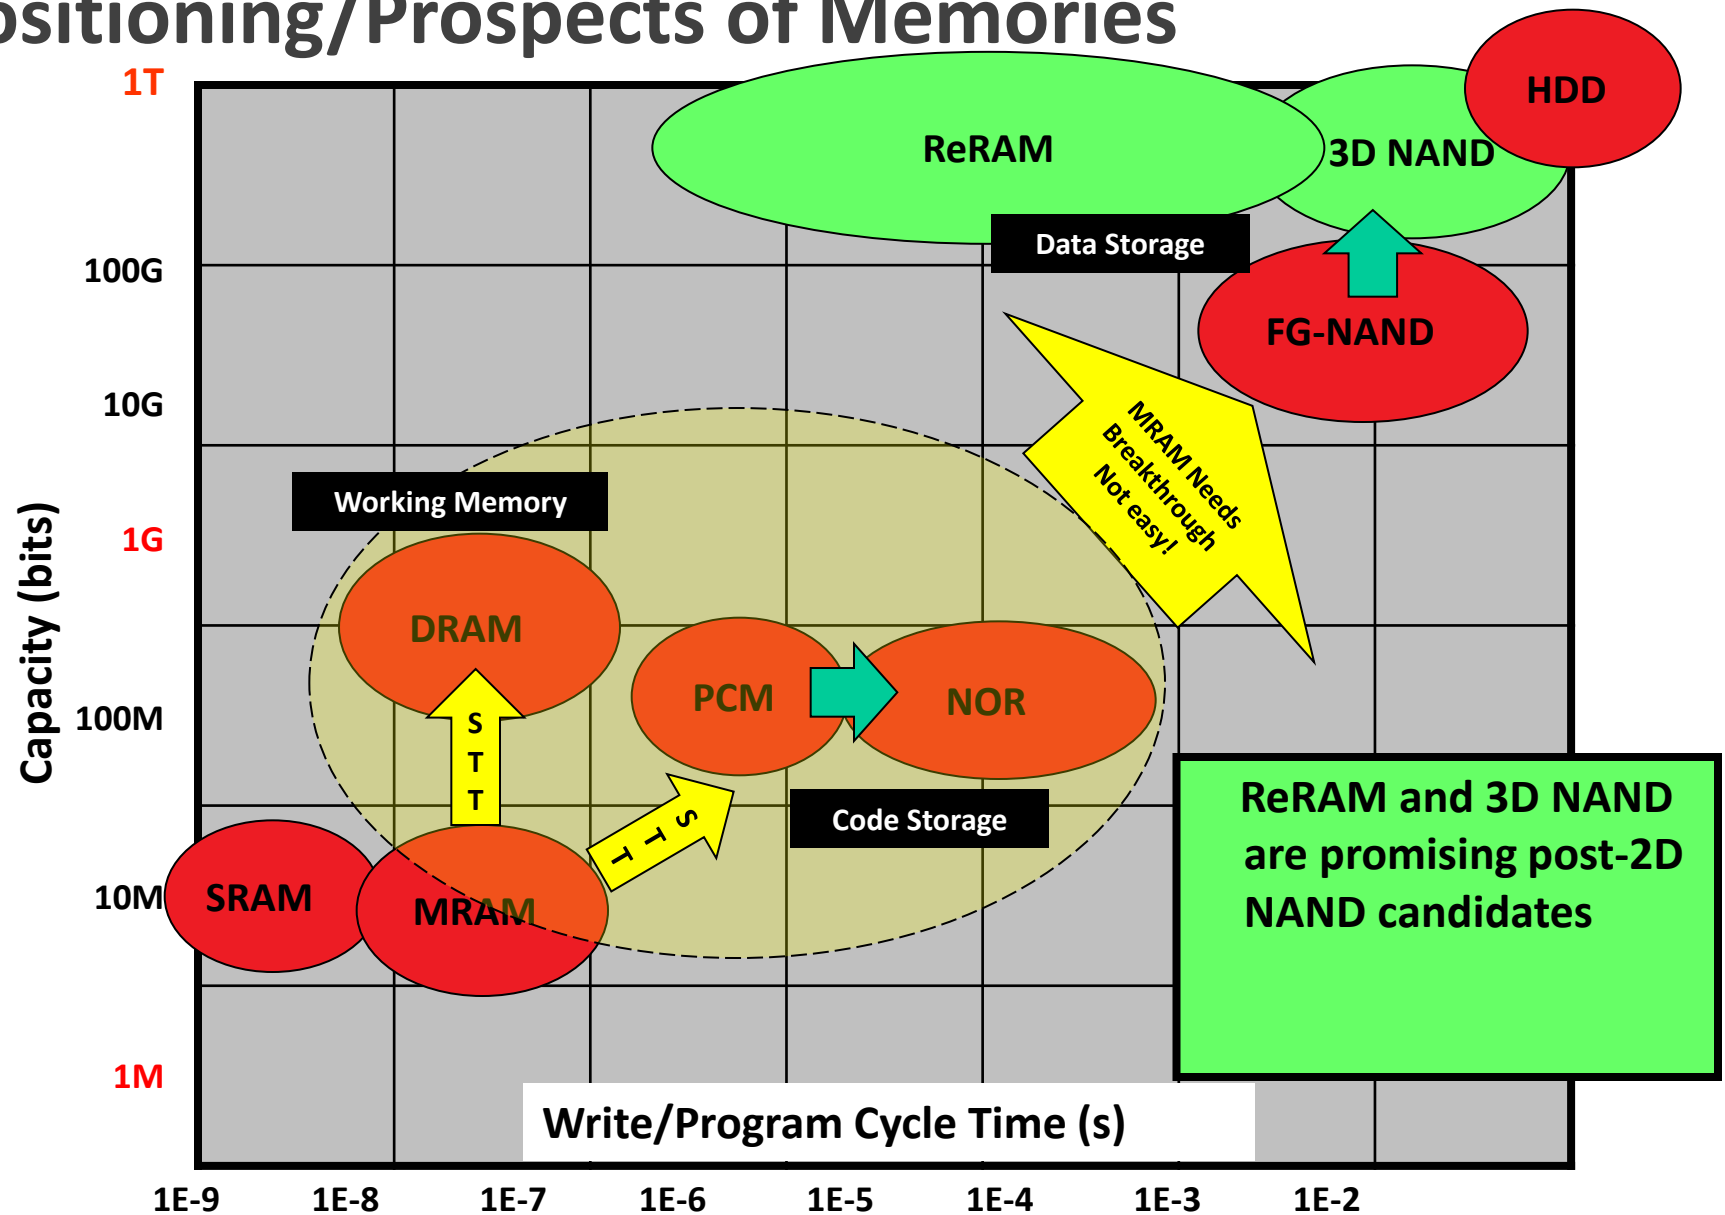 ositioning/Prospects of Memories
1T
HDD
ReRAM
3D NAND
Data Storage
100G
FG-NAND
10G
MRAM Needs
Breakthrough
Not easy!
Working Memory
1G
Capacity (bits)
DRAM
PCM
NOR
100M
S
T
T
S
T
T
Code Storage
ReRAM and 3D NAND
are promising post-2D
NAND candidates
10M
SRAM
MRAM
1M
Write/Program Cycle Time (s)
1E-9 1E-8 1E-7 1E-6 1E-5 1E-4 1E-3 1E-2